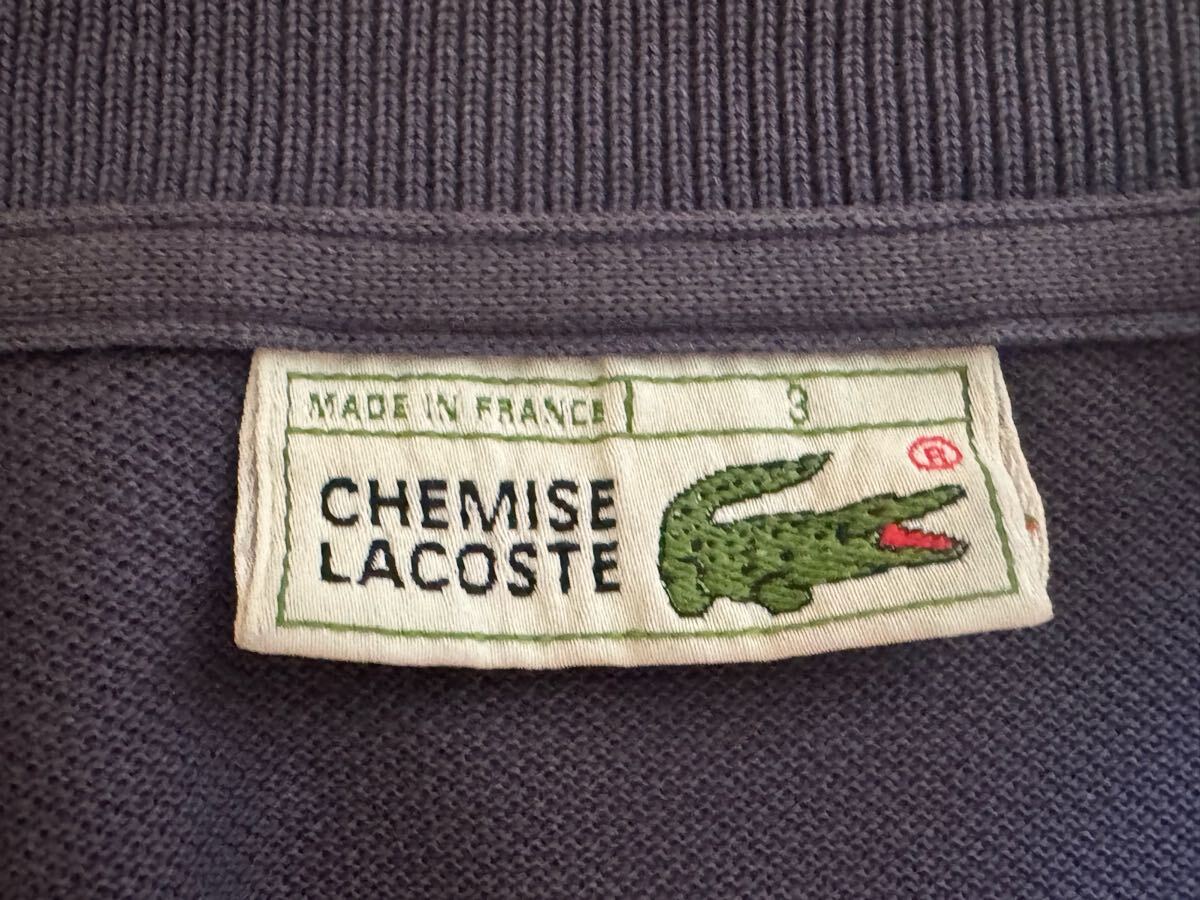 MADE IN FRANCE 3
CHEMISE
LACOSTE
®